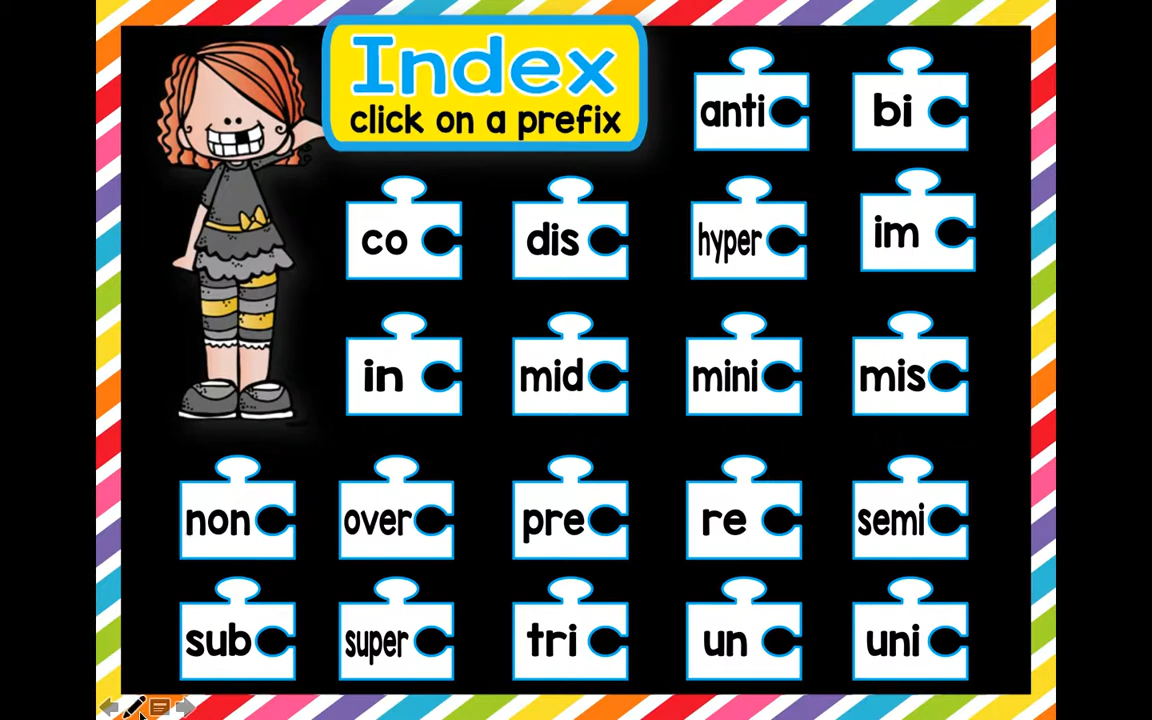 Index
click on a prefix
anti
bi
co
dis
hyper
im
in
mid
mini
mis
non
over
pre
re
semi
sub
super
tri
un
uni